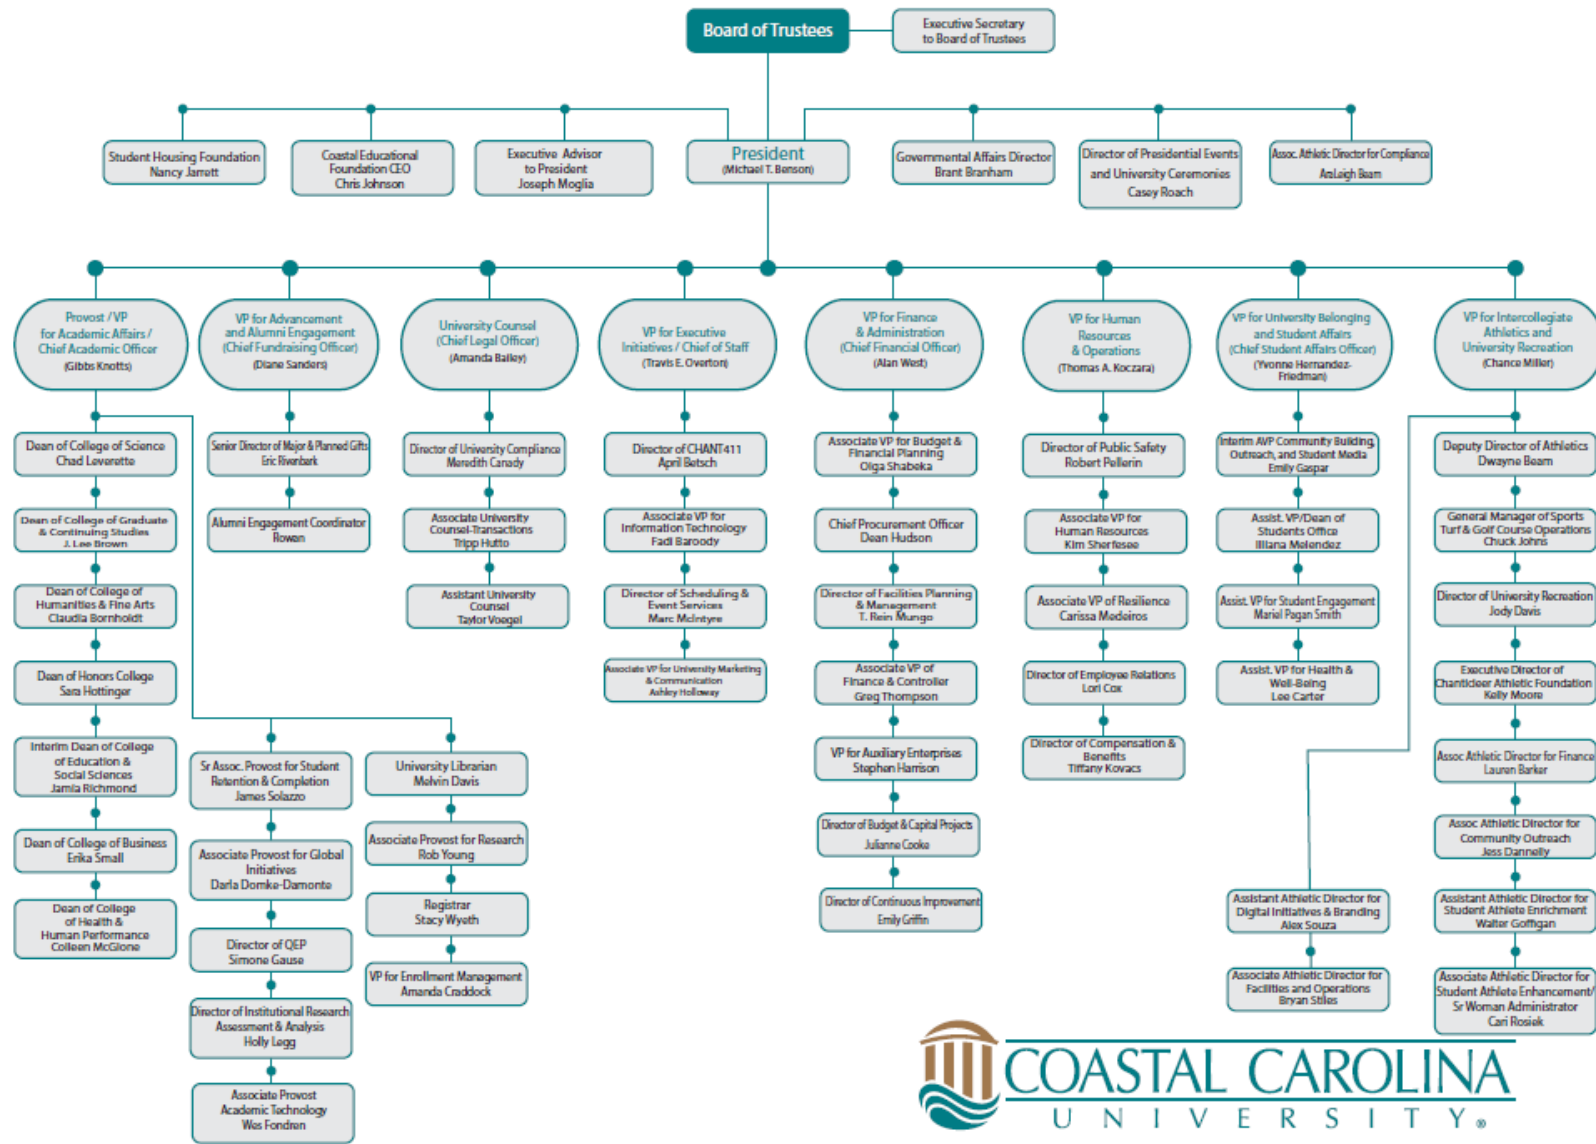 Board of Trustees
Executive Secretary
to Board of Trustees
Student Housing Foundation
Nancy Jarrett
Coastal Educational
Foundation CEO
Chris Johnson
Executive Advisor
to President
Joseph Moglia
President
(Michael T. Benson)
Governmental Affairs Director
Brant Branham
Director of Presidential Events
and University Ceremonies
Casey Roach
Assoc. Athletic Director for Compliance
AraLeigh Beam
Provost / VP
for Academic Affairs /
Chief Academic Officer
(Gibbs Knotts)
VP for Advancement
and Alumni Engagement
(Chief Fundraising Officer)
(Diane Sanders)
University Counsel
(Chief Legal Officer)
(Amanda Bailey)
VP for Executive
Initiatives / Chief of Staff
(Travis E. Overton)
VP for Finance
& Administration
(Chief Financial Officer)
(Alan West)
VP for Human
Resources
& Operations
(Thomas A. Koczara)
VP for University Belonging
and Student Affairs
(Chief Student Affairs Officer)
(Yvonne Hernandez-
Friedman)
VP for Intercollegiate
Athletics and
University Recreation
(Chance Miller)
Dean of College of Science
Chad Leverette
Dean of College of Graduate
& Continuing Studies
J. Lee Brown
Dean of College of
Humanities & Fine Arts
Claudia Bornholdt
Dean of Honors College
Sara Hottinger
Interim Dean of College
of Education &
Social Sciences
Jamia Richmond
Dean of College of Business
Erika Small
Dean of College
of Health &
Human Performance
Colleen McGlone
Sr Assoc. Provost for Student
Retention & Completion
James Solazzo
Associate Provost for Global
Initiatives
Darla Domke-Damonte
Director of QEP
Simone Gause
Director of Institutional Research
Assessment & Analysis
Holly Legg
Associate Provost
Academic Technology
Wes Fondren
University Librarian
Melvin Davis
Associate Provost for Research
Rob Young
Registrar
Stacy Wyeth
VP for Enrollment Management
Amanda Craddock
Senior Director of Major & Planned Gifts
Eric Rivenbark
Alumni Engagement Coordinator
Rowan
Director of University Compliance
Meredith Canady
Associate University
Counsel-Transactions
Tripp Hutto
Assistant University
Counsel
Taylor Voegel
Director of CHANT411
April Betsch
Associate VP for
Information Technology
Fadi Baroody
Director of Scheduling &
Event Services
Marc McIntyre
Associate VP for University Marketing
& Communication
Ashley Holloway
Associate VP for Budget &
Financial Planning
Olga Shabeka
Chief Procurement Officer
Dean Hudson
Director of Facilities Planning
& Management
T. Rein Mungo
Associate VP of
Finance & Controller
Greg Thompson
VP for Auxiliary Enterprises
Stephen Harrison
Director of Budget & Capital Projects
Julianne Cooke
Director of Continuous Improvement
Emily Griffin
Director of Public Safety
Robert Pellerin
Associate VP for
Human Resources
Kim Sherfesee
Associate VP of Resilience
Carissa Medeiros
Director of Employee Relations
Lori Cox
Director of Compensation &
Benefits
Tiffany Kovacs
Interim AVP Community Building,
Outreach, and Student Media
Emily Gaspar
Assist. VP/Dean of
Students Office
Illiana Melendez
Assist. VP for Student Engagement
Mariel Pagan Smith
Assist. VP for Health &
Well-Being
Lee Carter
Deputy Director of Athletics
Dwayne Beam
General Manager of Sports
Turf & Golf Course Operations
Chuck Johns
Director of University Recreation
Jody Davis
Executive Director of
Chanticleer Athletic Foundation
Kelly Moore
Assoc Athletic Director for Finance
Lauren Barker
Assoc Athletic Director for
Community Outreach
Jess Dannelly
Assistant Athletic Director for
Student Athlete Enrichment
Walter Goffigan
Associate Athletic Director for
Student Athlete Enhancement/
Sr Woman Administrator
Cari Rosiek
Assistant Athletic Director for
Digital Initiatives & Branding
Alex Souza
Associate Athletic Director for
Facilities and Operations
Bryan Stiles
COASTAL CAROLINA
UNIVERSITY®